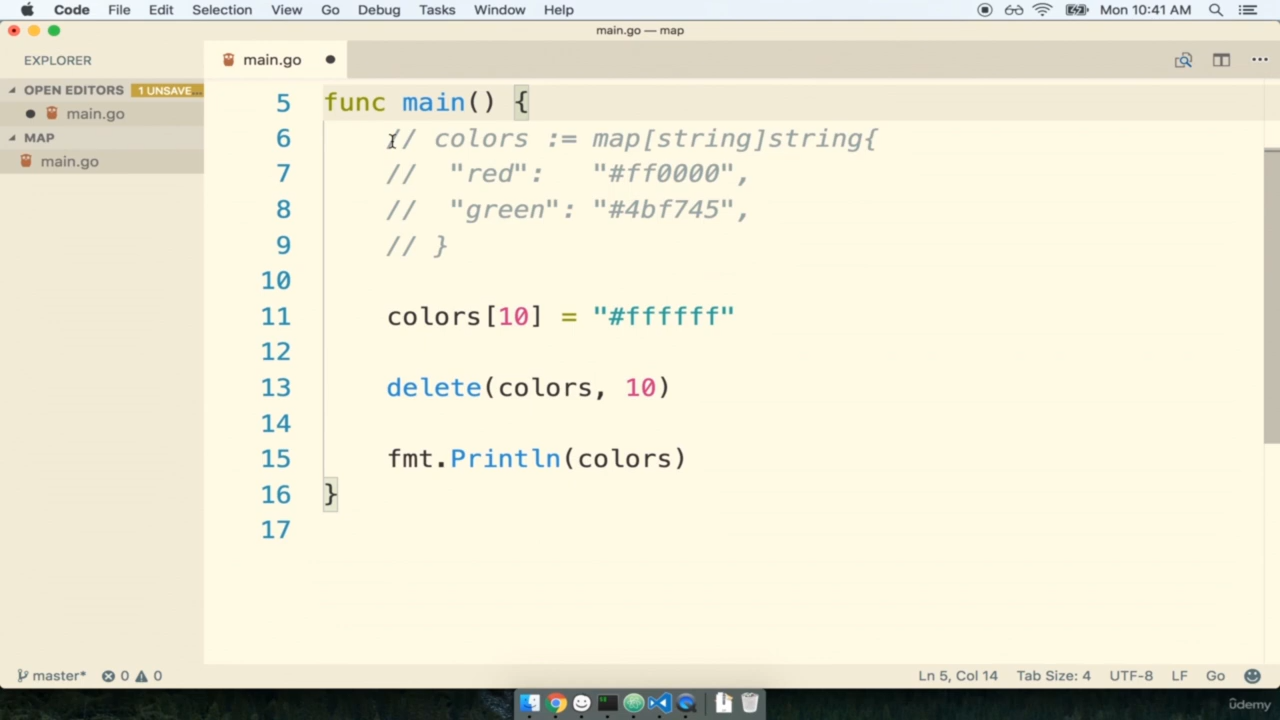 Code File Edit Selection View Go Debug Tasks Window Help Mon 10:41 AM
main.go — map
EXPLORER
main.go
OPEN EDITORS 1 UNSAVE...
main.go
MAP
main.go
5 func main() {
6 // colors := map[string]string{
7 // "red": "#ff0000",
8 // "green": "#4bf745",
9 // }
10
11 colors[10] = "#ffffff"
12
13 delete(colors, 10)
14
15 fmt.Println(colors)
16 }
17
master* 0 0 Ln 5, Col 14 Tab Size: 4 UTF-8 LF Go
ûdemy